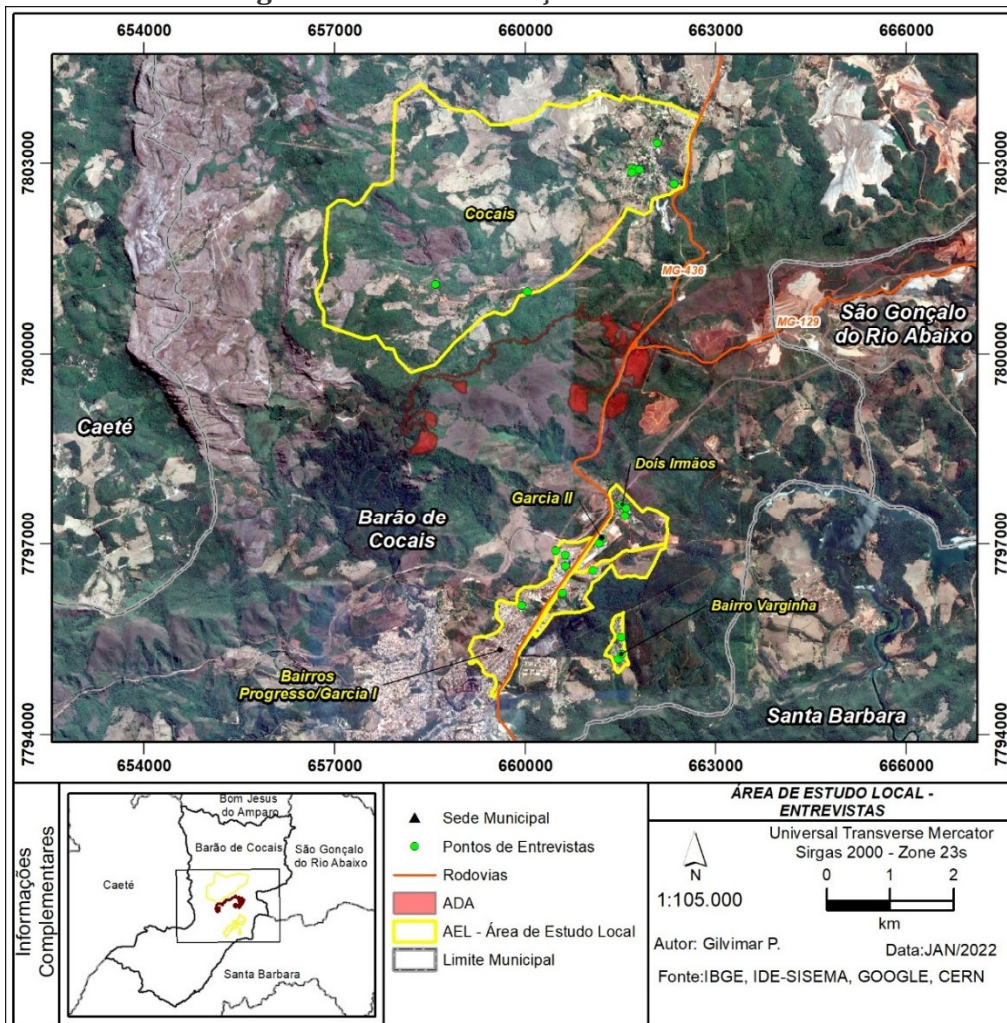 654000 657000 660000 663000 666000
7803000 7803000
Cocais
MG-436
MG-129
São Gonçalo
do Rio Abaixo
7800000 7800000
Caeté
Dois Irmãos
Garcia II
Barão de
Cocais
7797000 7797000
Bairro Varginha
Bairros
Progresso/Garcia I
Santa Barbara
7794000 7794000
654000 657000 660000 663000 666000
Informações
Complementares
Bom Jesus
do Amparo
Barão de Cocais
São Gonçalo
do Rio Abaixo
Caeté
Santa Barbara
Sede Municipal
Pontos de Entrevistas
Rodovias
ADA
AEL - Área de Estudo Local
Limite Municipal
ÁREA DE ESTUDO LOCAL -
ENTREVISTAS
Universal Transverse Mercator
Sirgas 2000 - Zone 23s
N
1:105.000
0 1 2
km
Autor: Gilvimar P.
Data:JAN/2022
Fonte:IBGE, IDE-SISEMA, GOOGLE, CERN